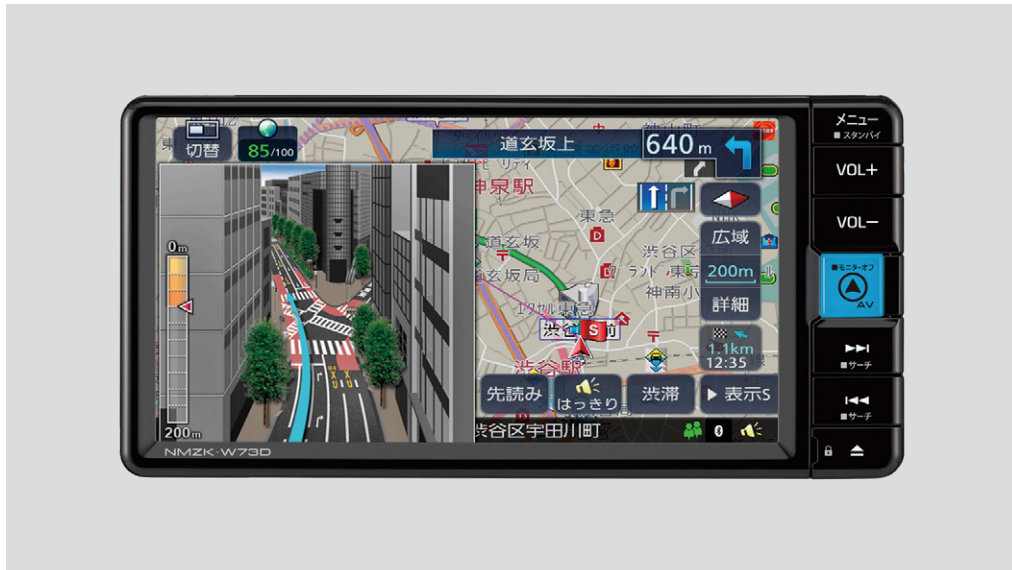 切替
85/100
道玄坂上
640m
神泉駅
東急
道玄坂
道玄坂局
渋谷区
神南小
広域
200m
詳細
S
1.1km
12:35
渋谷駅
0m
200m
先読み
はっきり
渋滞
▶表示S
渋谷区宇田川町
NMZK-W73D
メニュー
■スタンバイ
VOL+
VOL−
■モニターオフ
AV
▶▶I
■サーチ
I◀◀
■サーチ